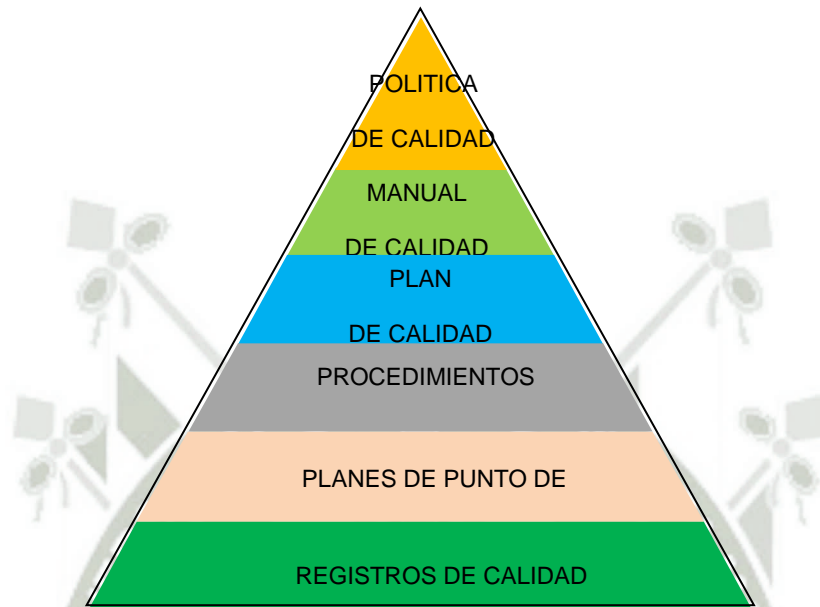 POLITICA
DE CALIDAD
MANUAL
DE CALIDAD
PLAN
DE CALIDAD
PROCEDIMIENTOS
PLANES DE PUNTO DE
REGISTROS DE CALIDAD